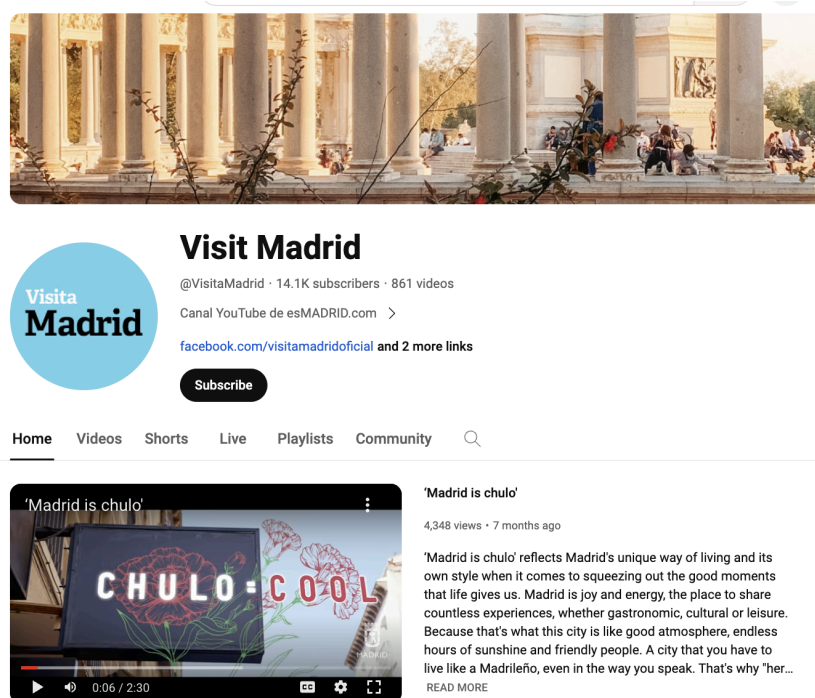 Visita
Madrid
Visit Madrid
@VisitaMadrid · 14.1K subscribers · 861 videos
Canal YouTube de esMADRID.com
facebook.com/visitamadridoficial and 2 more links
Subscribe
Home Videos Shorts Live Playlists Community
'Madrid is chulo'
CHULO=COOL
MADRID
0:06 / 2:30
CC
‘Madrid is chulo'
4,348 views • 7 months ago
‘Madrid is chulo' reflects Madrid's unique way of living and its
own style when it comes to squeezing out the good moments
that life gives us. Madrid is joy and energy, the place to share
countless experiences, whether gastronomic, cultural or leisure.
Because that's what this city is like good atmosphere, endless
hours of sunshine and friendly people. A city that you have to
live like a Madrileño, even in the way you speak. That's why "her...
READ MORE